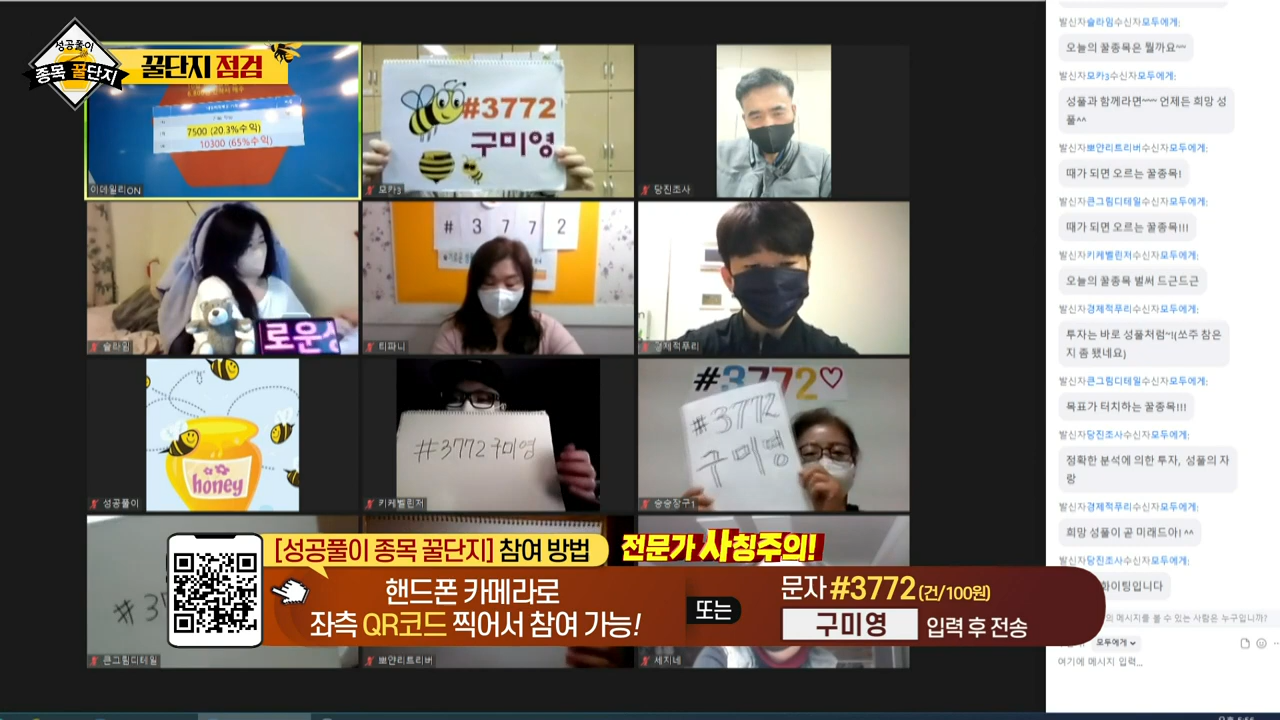 성공풀이
종목 꿀단지
꿀단지 점검
7500 (20.3%수익)
10300 (65%수익)
이데일리ON
#3772
구미영
모카3
당진조사
로운
슬라임
# 3 7 7 2
티파니
경제적푸리
honey
성공풀이
#3772 구미영
키케벨린저
#3772♡
#3772
구미영
승승장구1
#3
큰그림디테일
뽀얀리트리버
세지네
[성공풀이 종목 꿀단지] 참여 방법
전문가 사칭주의!
핸드폰 카메라로
좌측 QR코드 찍어서 참여 가능!
또는
문자 #3772 (건/100원)
구미영 입력 후 전송
발신자슬라임수신자모두에게:
오늘의 꿀종목은 뭘까요~~
발신자모카3수신자모두에게:
성풀과 함께라면~~~ 언제든 희망 성
풀^^
발신자뽀얀리트리버수신자모두에게:
때가 되면 오르는 꿀종목!
발신자큰그림디테일수신자모두에게:
때가 되면 오르는 꿀종목!!!
발신자키케벨린저수신자모두에게:
오늘의 꿀종목 벌써 드근드근
발신자경제적푸리수신자모두에게:
투자는 바로 성풀처럼~!(쏘주 참은
지 좀 됐네요)
발신자큰그림디테일수신자모두에게:
목표가 터치하는 꿀종목!!!
발신자당진조사수신자모두에게:
정확한 분석에 의한 투자, 성풀의 자
랑
발신자경제적푸리수신자모두에게:
희망 성풀이 곧 미래드아! ^^
발신자당진조사수신자모두에게:
화이팅입니다
의 메시지를 볼 수 있는 사람은 누구입니까?
모두에게
여기에 메시지 입력...